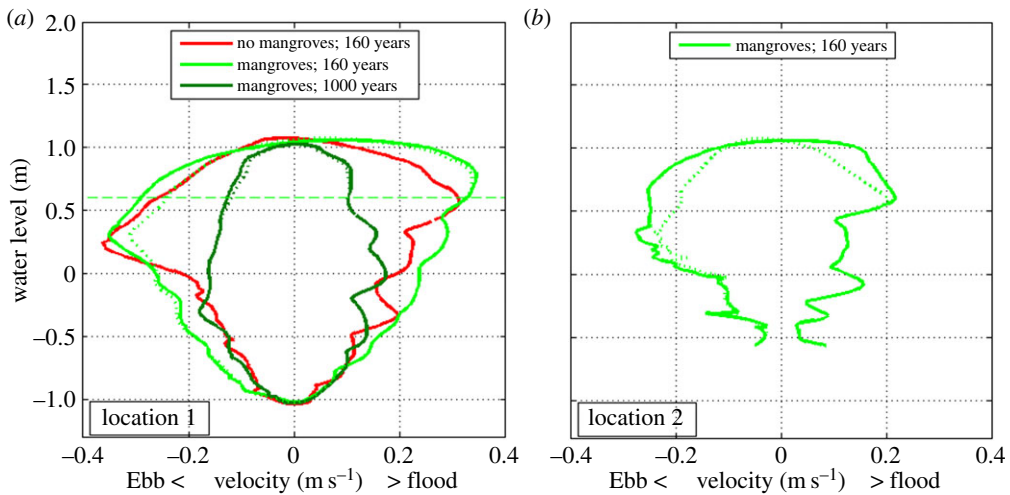 (a)
2.0
1.5
1.0
0.5
0
–0.5
–1.0
water level (m)
no mangroves; 160 years
mangroves; 160 years
mangroves; 1000 years
location 1
–0.4 –0.2 0 0.2 0.4
Ebb < velocity (m s⁻¹) > flood
(b)
mangroves; 160 years
location 2
–0.4 –0.2 0 0.2 0.4
Ebb < velocity (m s⁻¹) > flood